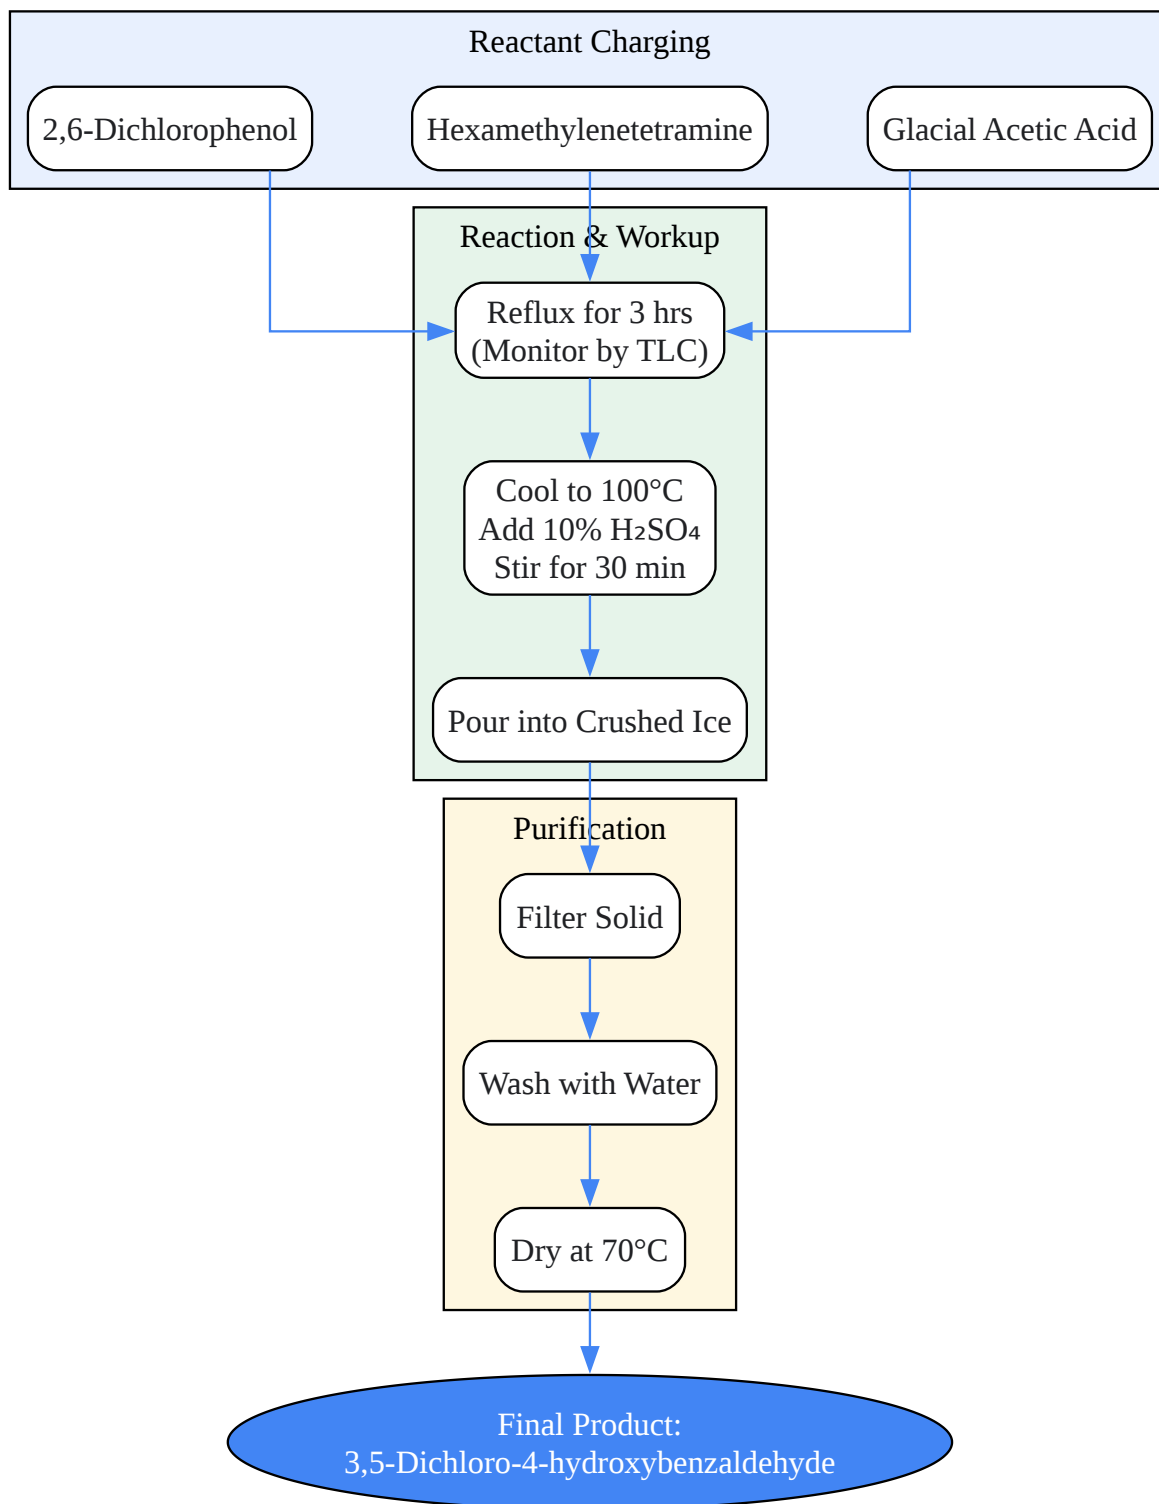 Reactant Charging
2,6-Dichlorophenol
Hexamethylenetetramine
Glacial Acetic Acid
Reaction & Workup
Reflux for 3 hrs
(Monitor by TLC)
Cool to 100°C
Add 10% H₂SO₄
Stir for 30 min
Pour into Crushed Ice
Purification
Filter Solid
Wash with Water
Dry at 70°C
Final Product:
3,5-Dichloro-4-hydroxybenzaldehyde